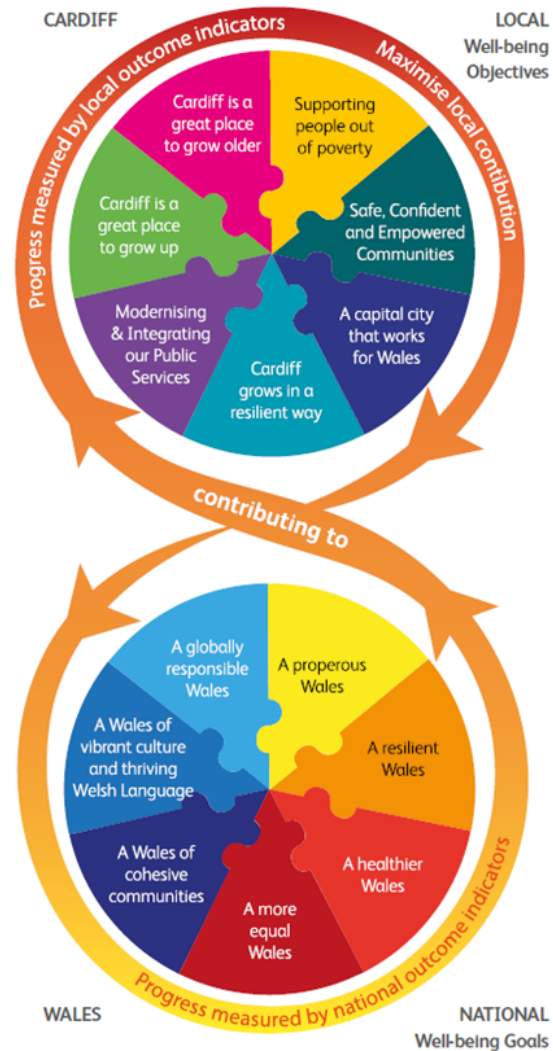 CARDIFF
LOCAL
Well-being
Objectives
Progress measured by local outcome indicators
Maximise local contibution
Cardiff is a
great place
to grow older
Supporting
people out
of poverty
Safe, Confident
and Empowered
Communities
A capital city
that works
for Wales
Cardiff
grows in a
resilient way
Modernising
& Integrating
our Public
Services
Cardiff is a
great place
to grow up
contributing to
A globally
responsible
Wales
A properous
Wales
A resilient
Wales
A healthier
Wales
A more
equal
Wales
A Wales of
cohesive
communities
A Wales of
vibrant culture
and thriving
Welsh Language
Progress measured by national outcome indicators
WALES
NATIONAL
Well-being Goals